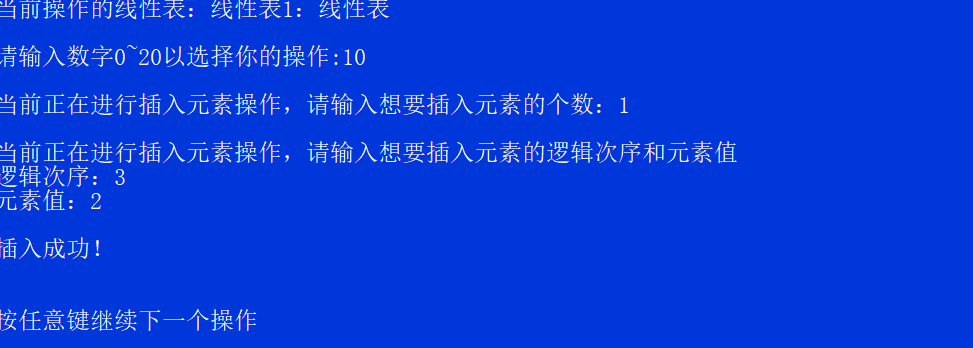 当前操作的线性表：线性表1：线性表
请输入数字0~20以选择你的操作:10
当前正在进行插入元素操作，请输入想要插入元素的个数：1
当前正在进行插入元素操作，请输入想要插入元素的逻辑次序和元素值
逻辑次序：3
元素值：2
插入成功！
按任意键继续下一个操作